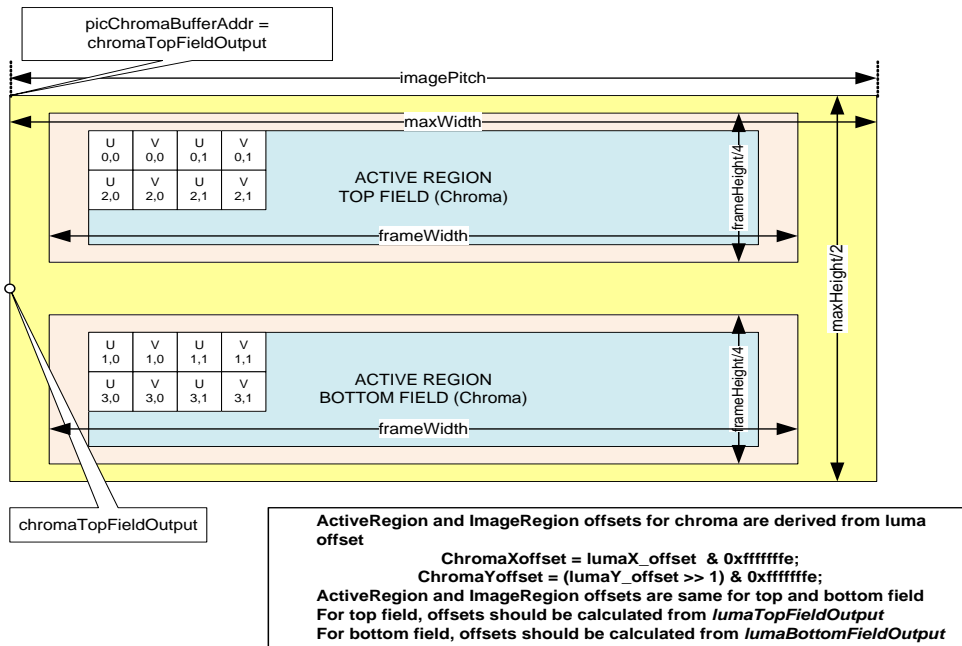 picChromaBufferAddr =
chromaTopFieldOutput
imagePitch
maxWidth
U V U V
0,0 0,0 0,1 0,1
U V U V
2,0 2,0 2,1 2,1
ACTIVE REGION
TOP FIELD (Chroma)
frameWidth
frameHeight/4
maxHeight/2
U V U V
1,0 1,0 1,1 1,1
U V U V
3,0 3,0 3,1 3,1
ACTIVE REGION
BOTTOM FIELD (Chroma)
frameWidth
frameHeight/4
chromaTopFieldOutput
ActiveRegion and ImageRegion offsets for chroma are derived from luma
offset
ChromaXoffset = lumaX_offset & 0xfffffffe;
ChromaYoffset = (lumaY_offset >> 1) & 0xfffffffe;
ActiveRegion and ImageRegion offsets are same for top and bottom field
For top field, offsets should be calculated from lumaTopFieldOutput
For bottom field, offsets should be calculated from lumaBottomFieldOutput